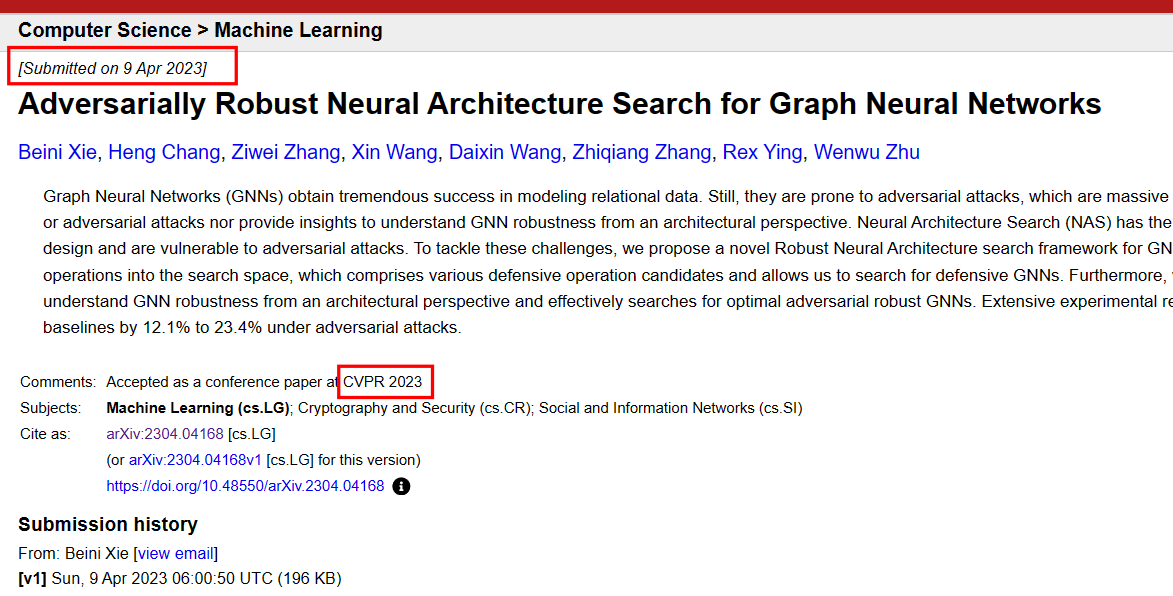 Computer Science > Machine Learning
[Submitted on 9 Apr 2023]
Adversarially Robust Neural Architecture Search for Graph Neural Networks
Beini Xie, Heng Chang, Ziwei Zhang, Xin Wang, Daixin Wang, Zhiqiang Zhang, Rex Ying, Wenwu Zhu
Graph Neural Networks (GNNs) obtain tremendous success in modeling relational data. Still, they are prone to adversarial attacks, which are massive
or adversarial attacks nor provide insights to understand GNN robustness from an architectural perspective. Neural Architecture Search (NAS) has the
design and are vulnerable to adversarial attacks. To tackle these challenges, we propose a novel Robust Neural Architecture search framework for GN
operations into the search space, which comprises various defensive operation candidates and allows us to search for defensive GNNs. Furthermore,
understand GNN robustness from an architectural perspective and effectively searches for optimal adversarial robust GNNs. Extensive experimental re
baselines by 12.1% to 23.4% under adversarial attacks.
Comments: Accepted as a conference paper at CVPR 2023
Subjects: Machine Learning (cs.LG); Cryptography and Security (cs.CR); Social and Information Networks (cs.SI)
Cite as: arXiv:2304.04168 [cs.LG]
(or arXiv:2304.04168v1 [cs.LG] for this version)
https://doi.org/10.48550/arXiv.2304.04168
Submission history
From: Beini Xie [view email]
[v1] Sun, 9 Apr 2023 06:00:50 UTC (196 KB)